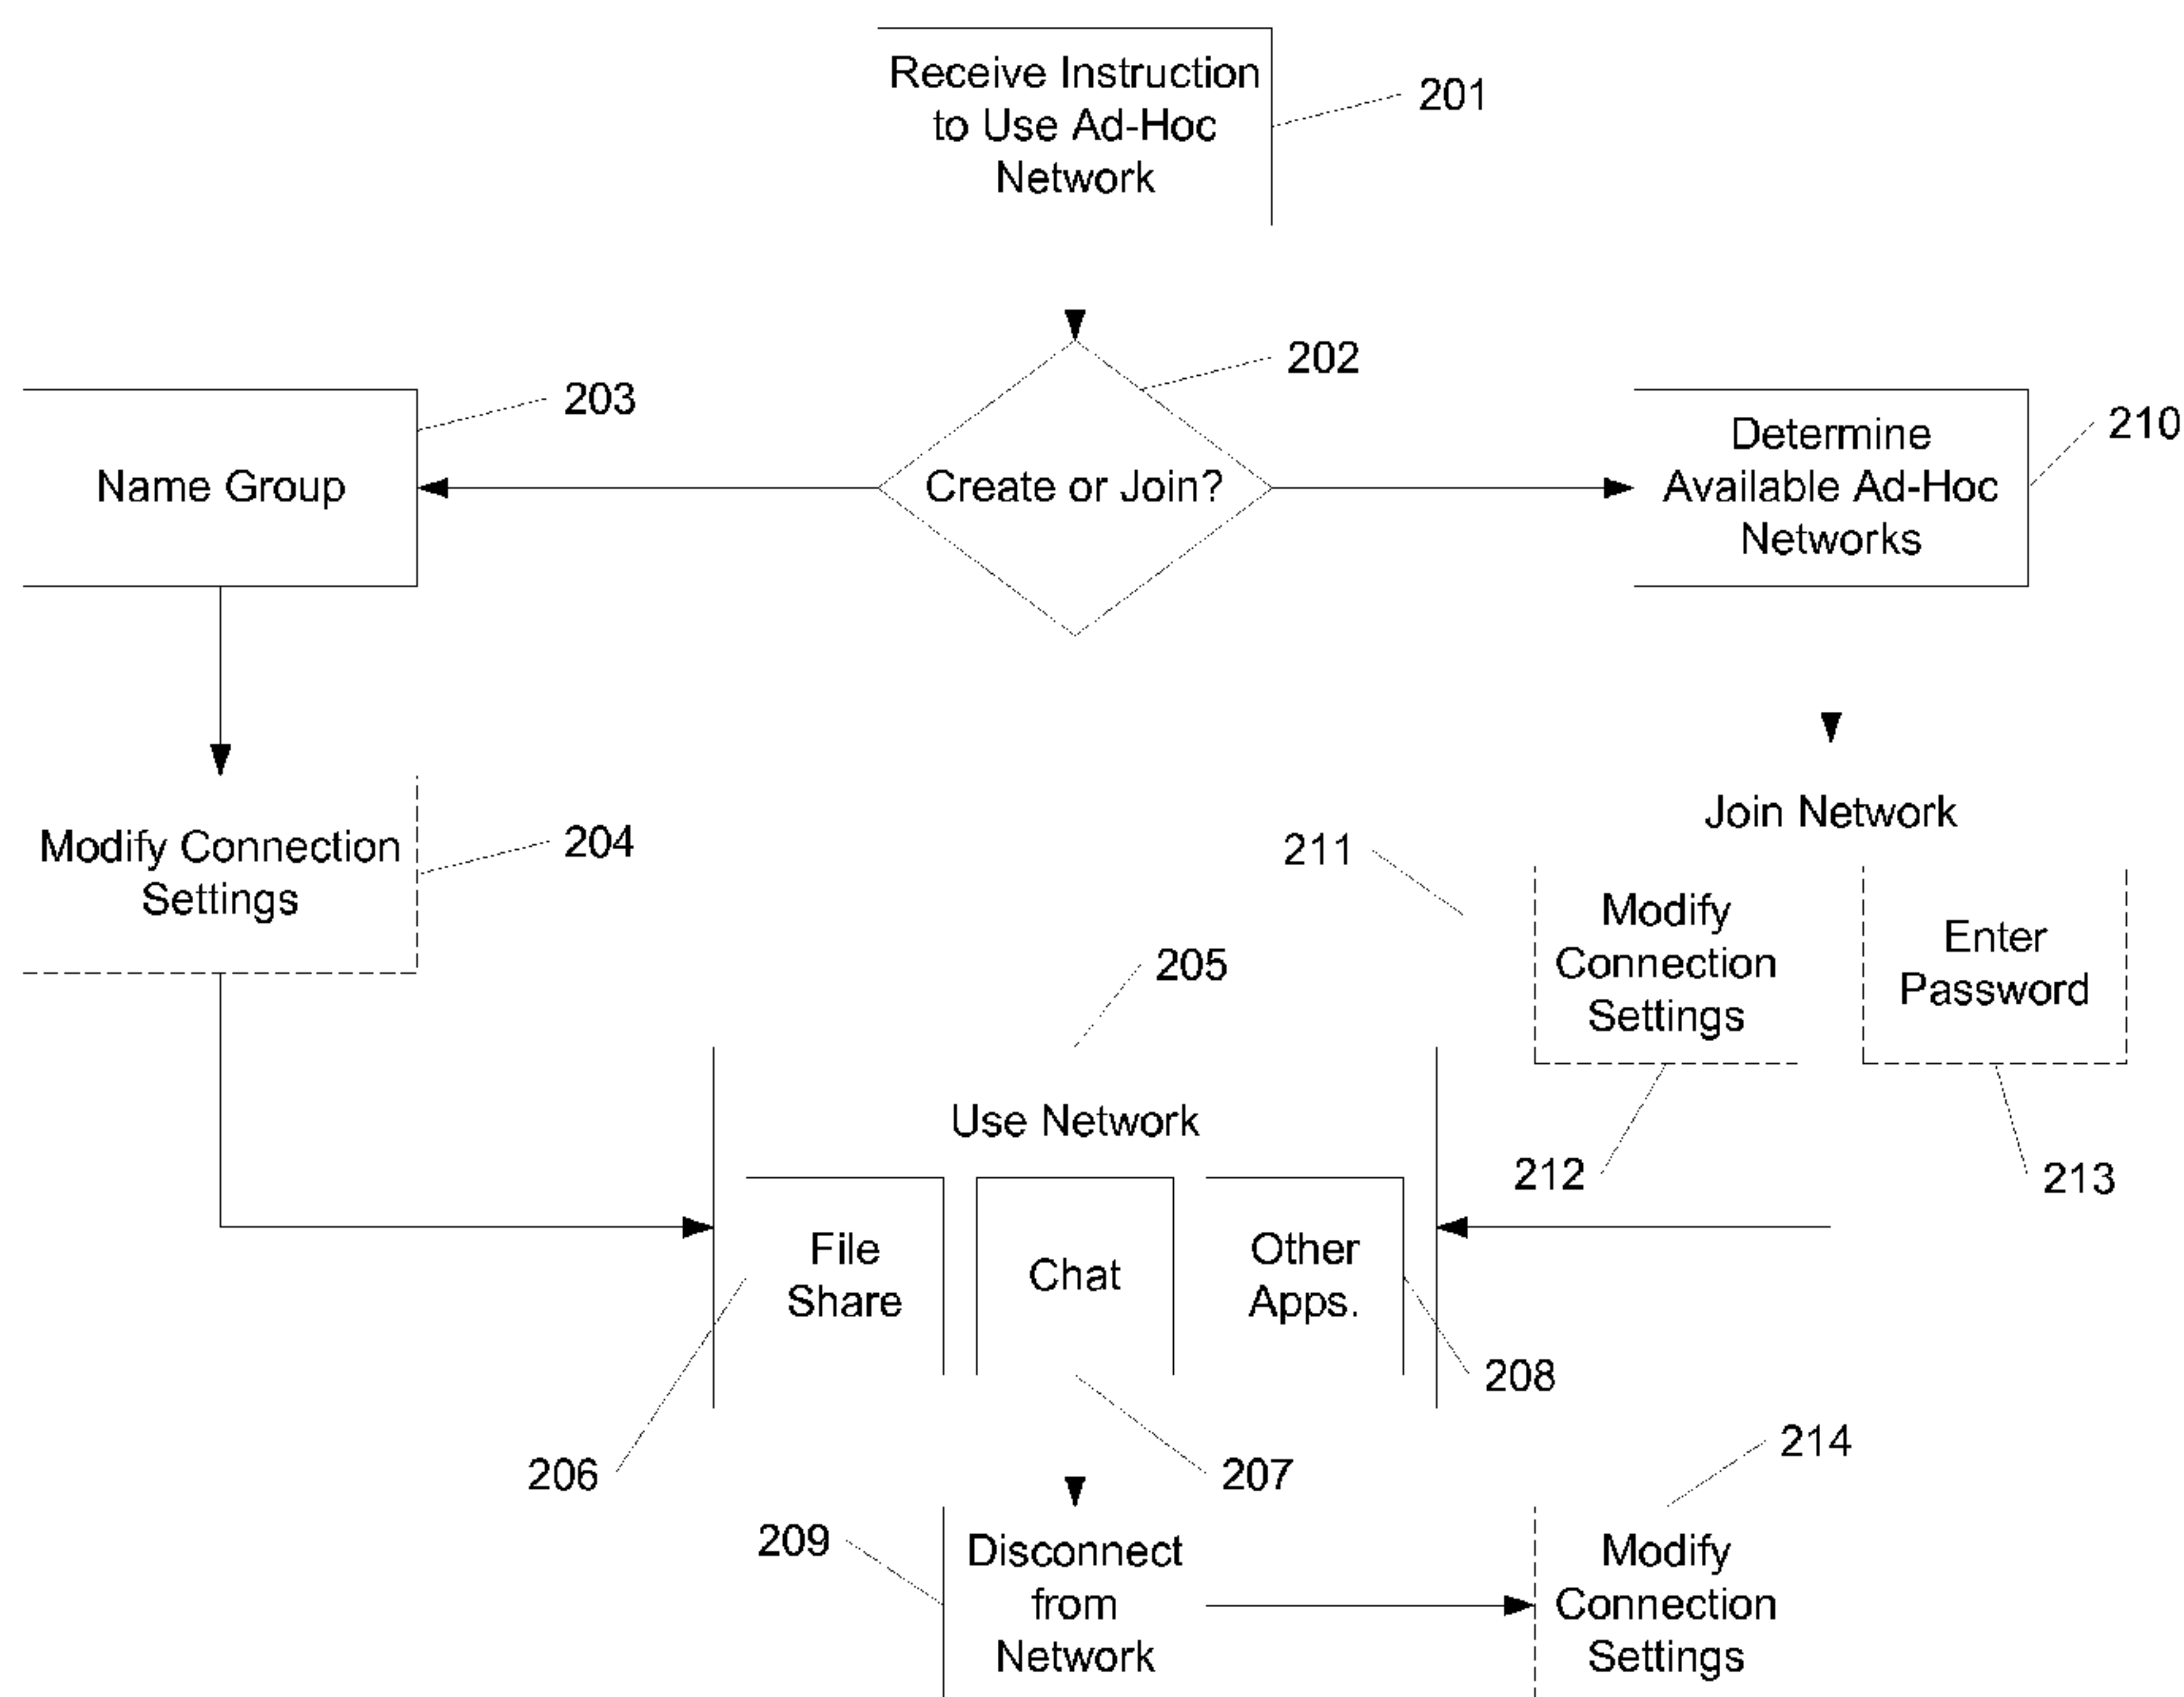 Receive Instruction
to Use Ad-Hoc
Network
201
202
Create or Join?
203
Name Group
210
Determine
Available Ad-Hoc
Networks
204
Modify Connection
Settings
211
Join Network
212
Modify
Connection
Settings
213
Enter
Password
205
Use Network
206
File
Share
207
Chat
208
Other
Apps.
209
Disconnect
from
Network
214
Modify
Connection
Settings